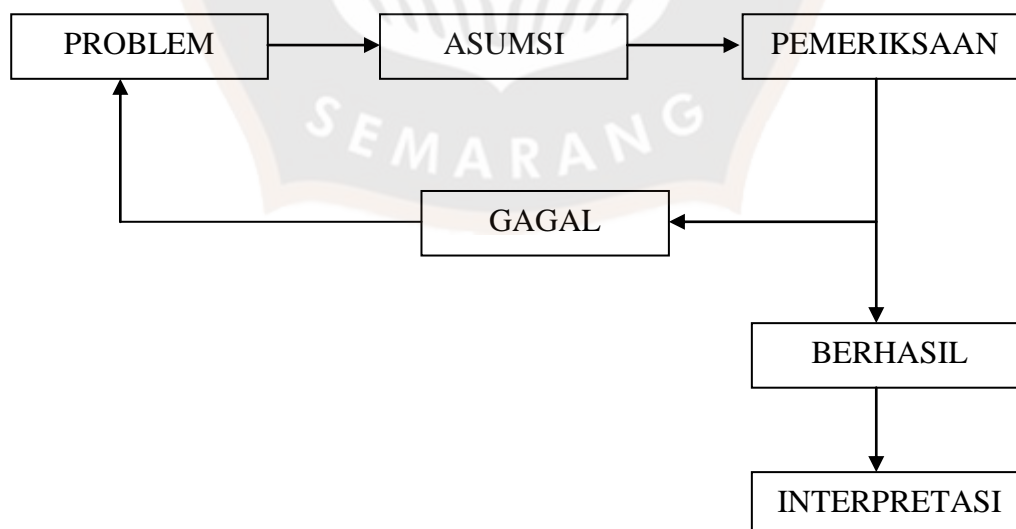 PROBLEM
ASUMSI
PEMERIKSAAN
SEMARANG
GAGAL
BERHASIL
INTERPRETASI